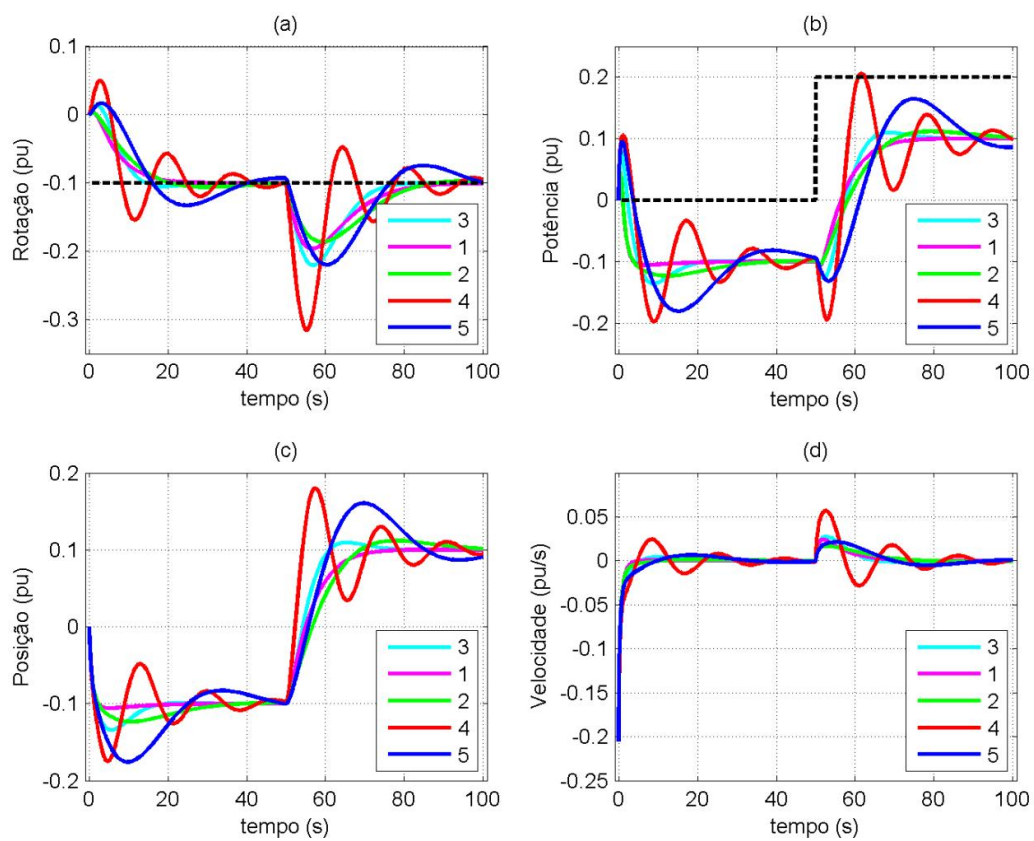 (a)
0.1
0
-0.1
-0.2
-0.3
Rotação (pu)
3
1
2
4
5
0 20 40 60 80 100
tempo (s)
(b)
0.2
0.1
0
-0.1
-0.2
Potência (pu)
3
1
2
4
5
0 20 40 60 80 100
tempo (s)
(c)
0.2
0.1
0
-0.1
-0.2
Posição (pu)
3
1
2
4
5
0 20 40 60 80 100
tempo (s)
(d)
0.05
0
-0.05
-0.1
-0.15
-0.2
-0.25
Velocidade (pu/s)
3
1
2
4
5
0 20 40 60 80 100
tempo (s)